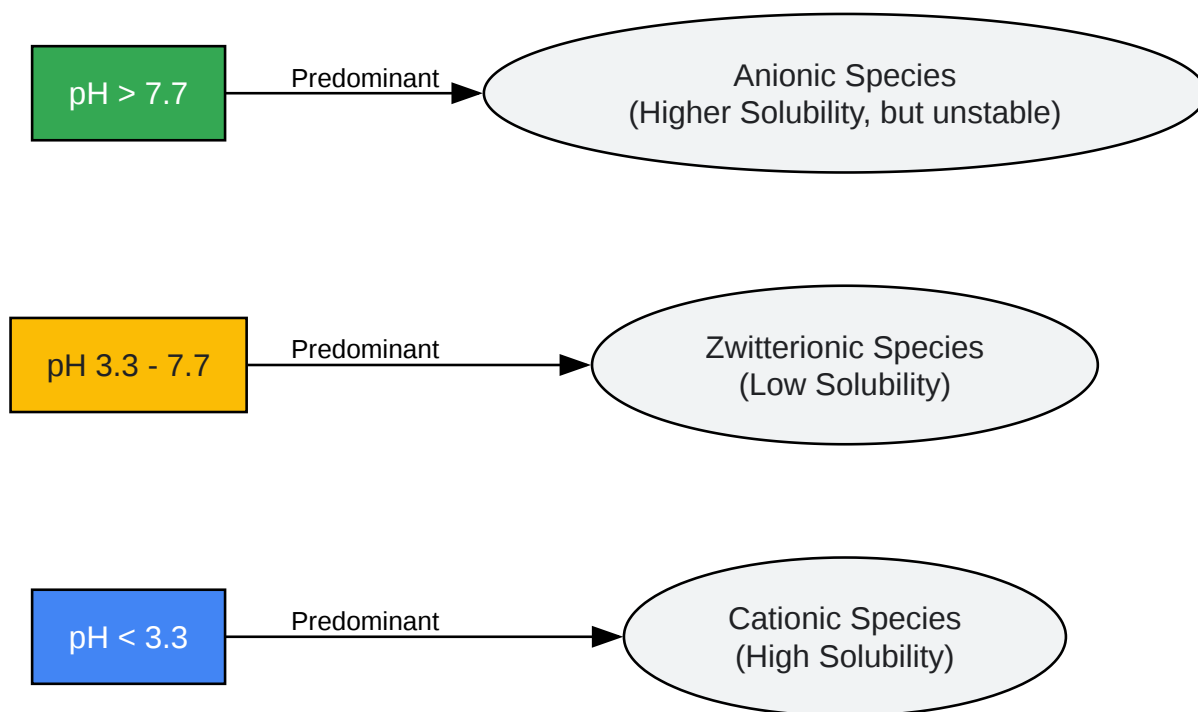 pH > 7.7
Predominant
Anionic Species
(Higher Solubility, but unstable)
pH 3.3 - 7.7
Predominant
Zwitterionic Species
(Low Solubility)
pH < 3.3
Predominant
Cationic Species
(High Solubility)